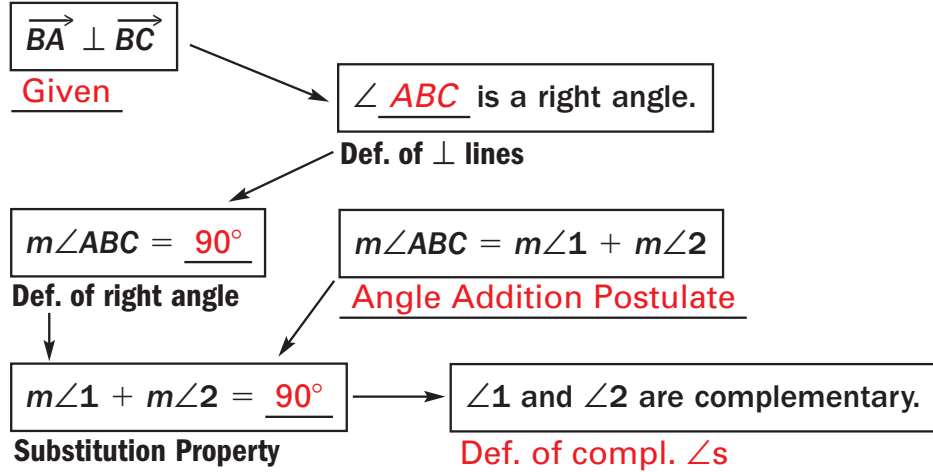 BA ⊥ BC
Given
∠ ABC is a right angle.
Def. of ⊥ lines
m∠ABC = 90°
Def. of right angle
m∠ABC = m∠1 + m∠2
Angle Addition Postulate
m∠1 + m∠2 = 90°
Substitution Property
∠1 and ∠2 are complementary.
Def. of compl. ∠s